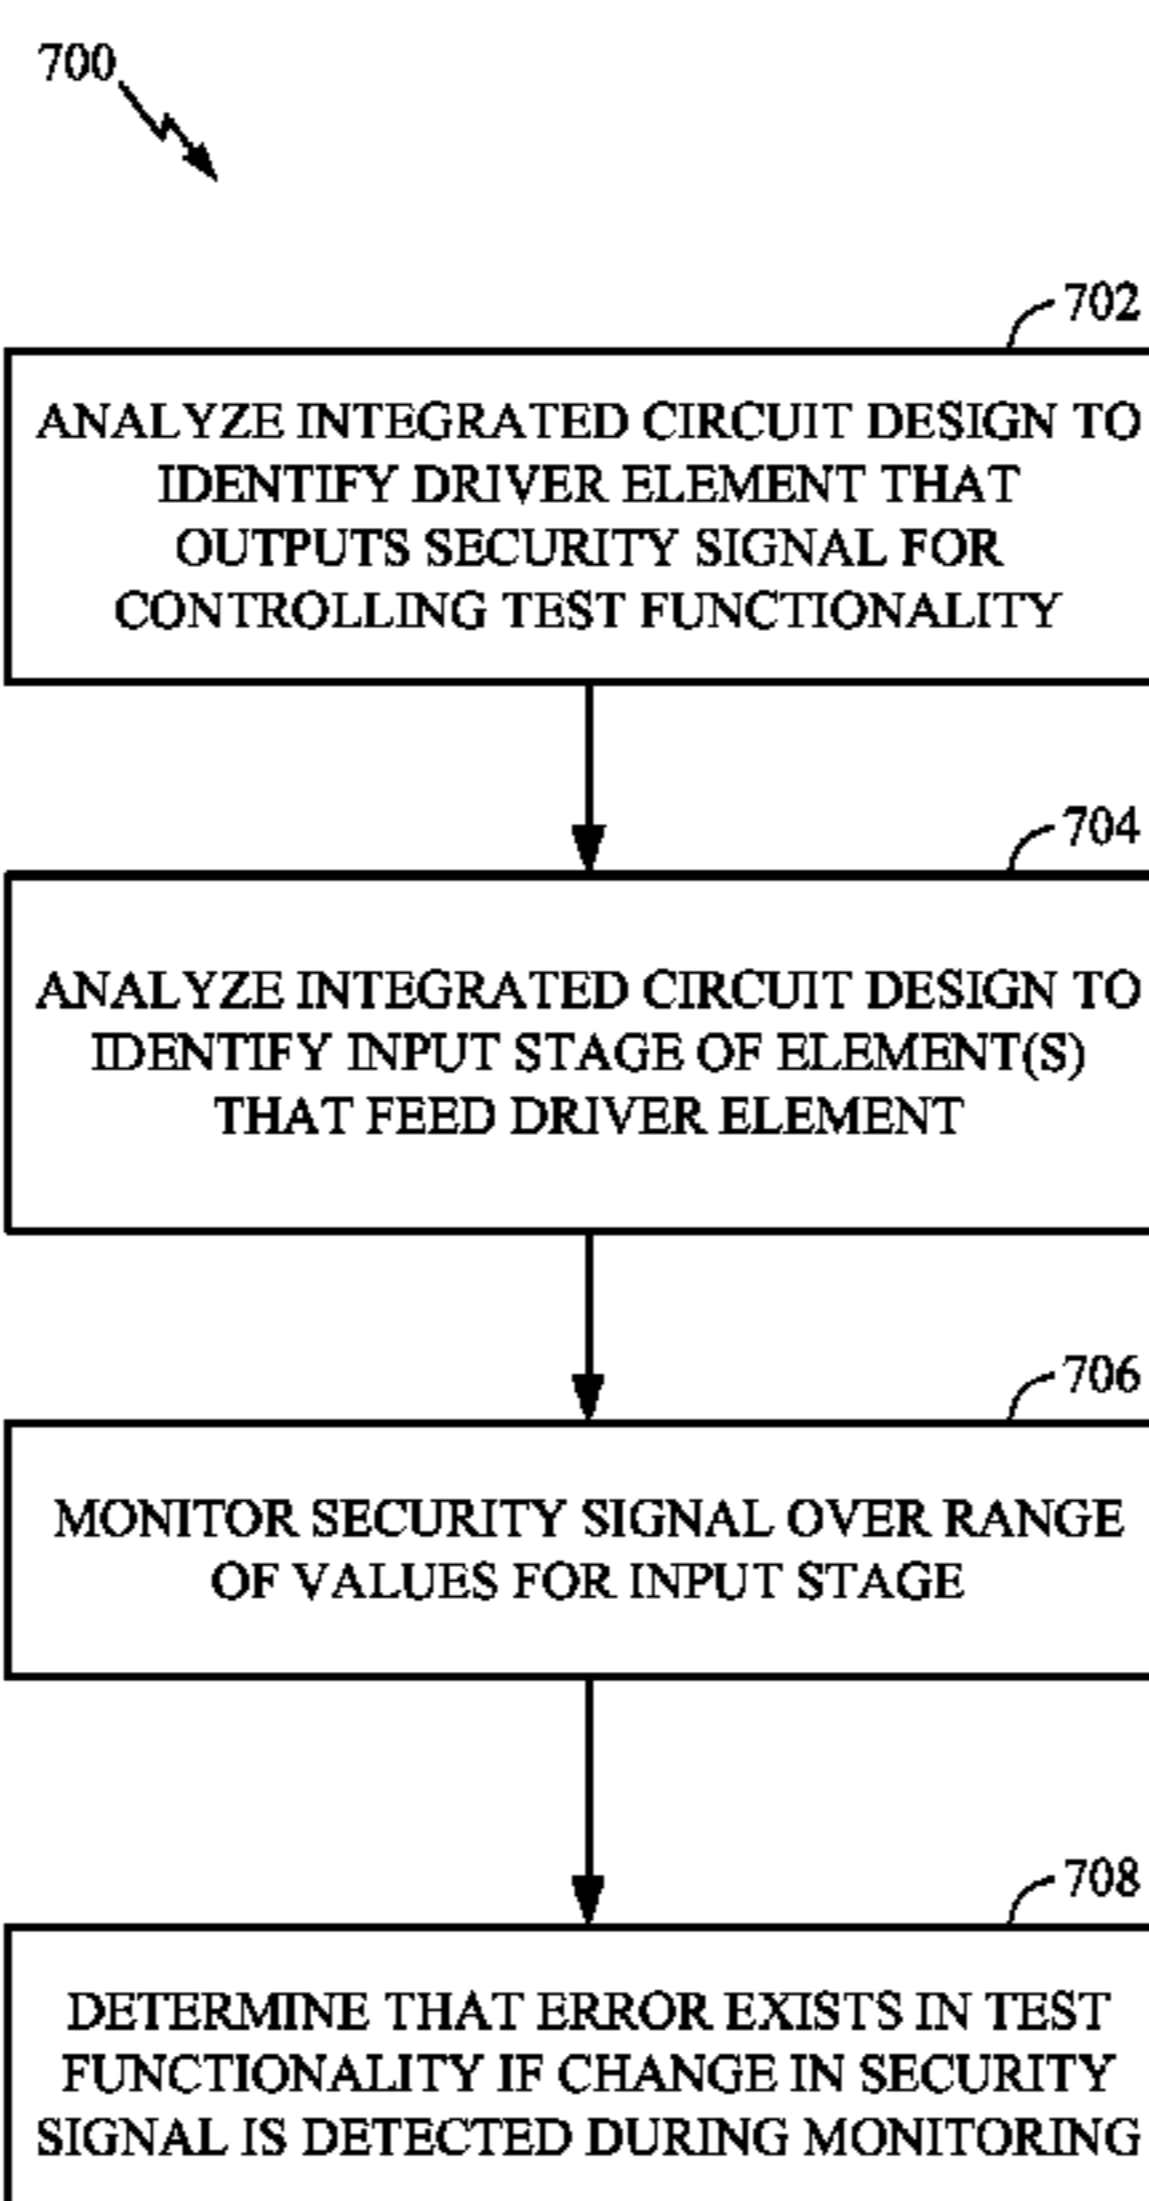 700
702
ANALYZE INTEGRATED CIRCUIT DESIGN TO
IDENTIFY DRIVER ELEMENT THAT
OUTPUTS SECURITY SIGNAL FOR
CONTROLLING TEST FUNCTIONALITY
704
ANALYZE INTEGRATED CIRCUIT DESIGN TO
IDENTIFY INPUT STAGE OF ELEMENT(S)
THAT FEED DRIVER ELEMENT
706
MONITOR SECURITY SIGNAL OVER RANGE
OF VALUES FOR INPUT STAGE
708
DETERMINE THAT ERROR EXISTS IN TEST
FUNCTIONALITY IF CHANGE IN SECURITY
SIGNAL IS DETECTED DURING MONITORING